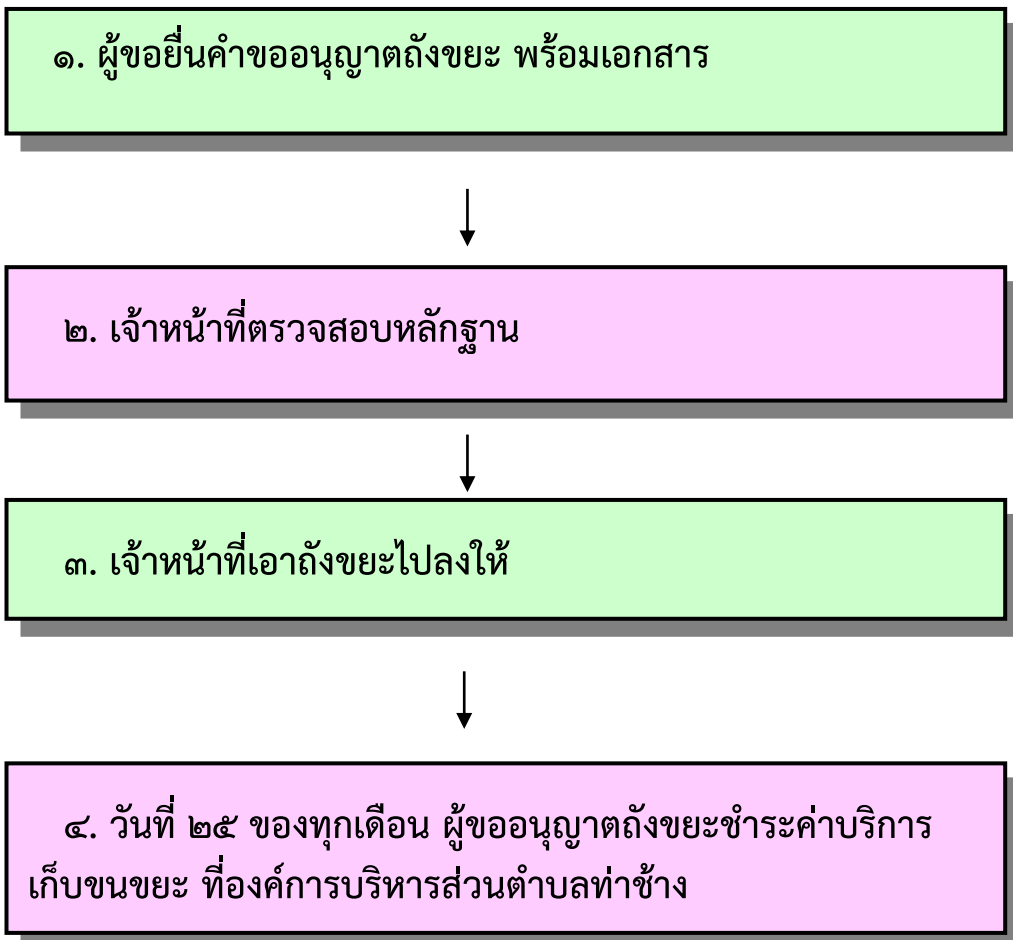 ๑. ผู้ขอยื่นคำขออนุญาตถังขยะ พร้อมเอกสาร
๒. เจ้าหน้าที่ตรวจสอบหลักฐาน
๓. เจ้าหน้าที่เอาถังขยะไปลงให้
๔. วันที่ ๒๕ ของทุกเดือน ผู้ขออนุญาตถังขยะชำระค่าบริการ
เก็บขนขยะ ที่องค์การบริหารส่วนตำบลท่าช้าง